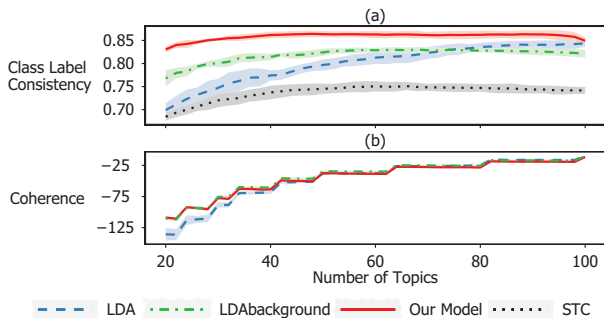 (a)
0.85
0.80
0.75
0.70
Class Label
Consistency
(b)
−25
−75
−125
Coherence
20 40 60 80 100
Number of Topics
LDA LDAbackground Our Model STC